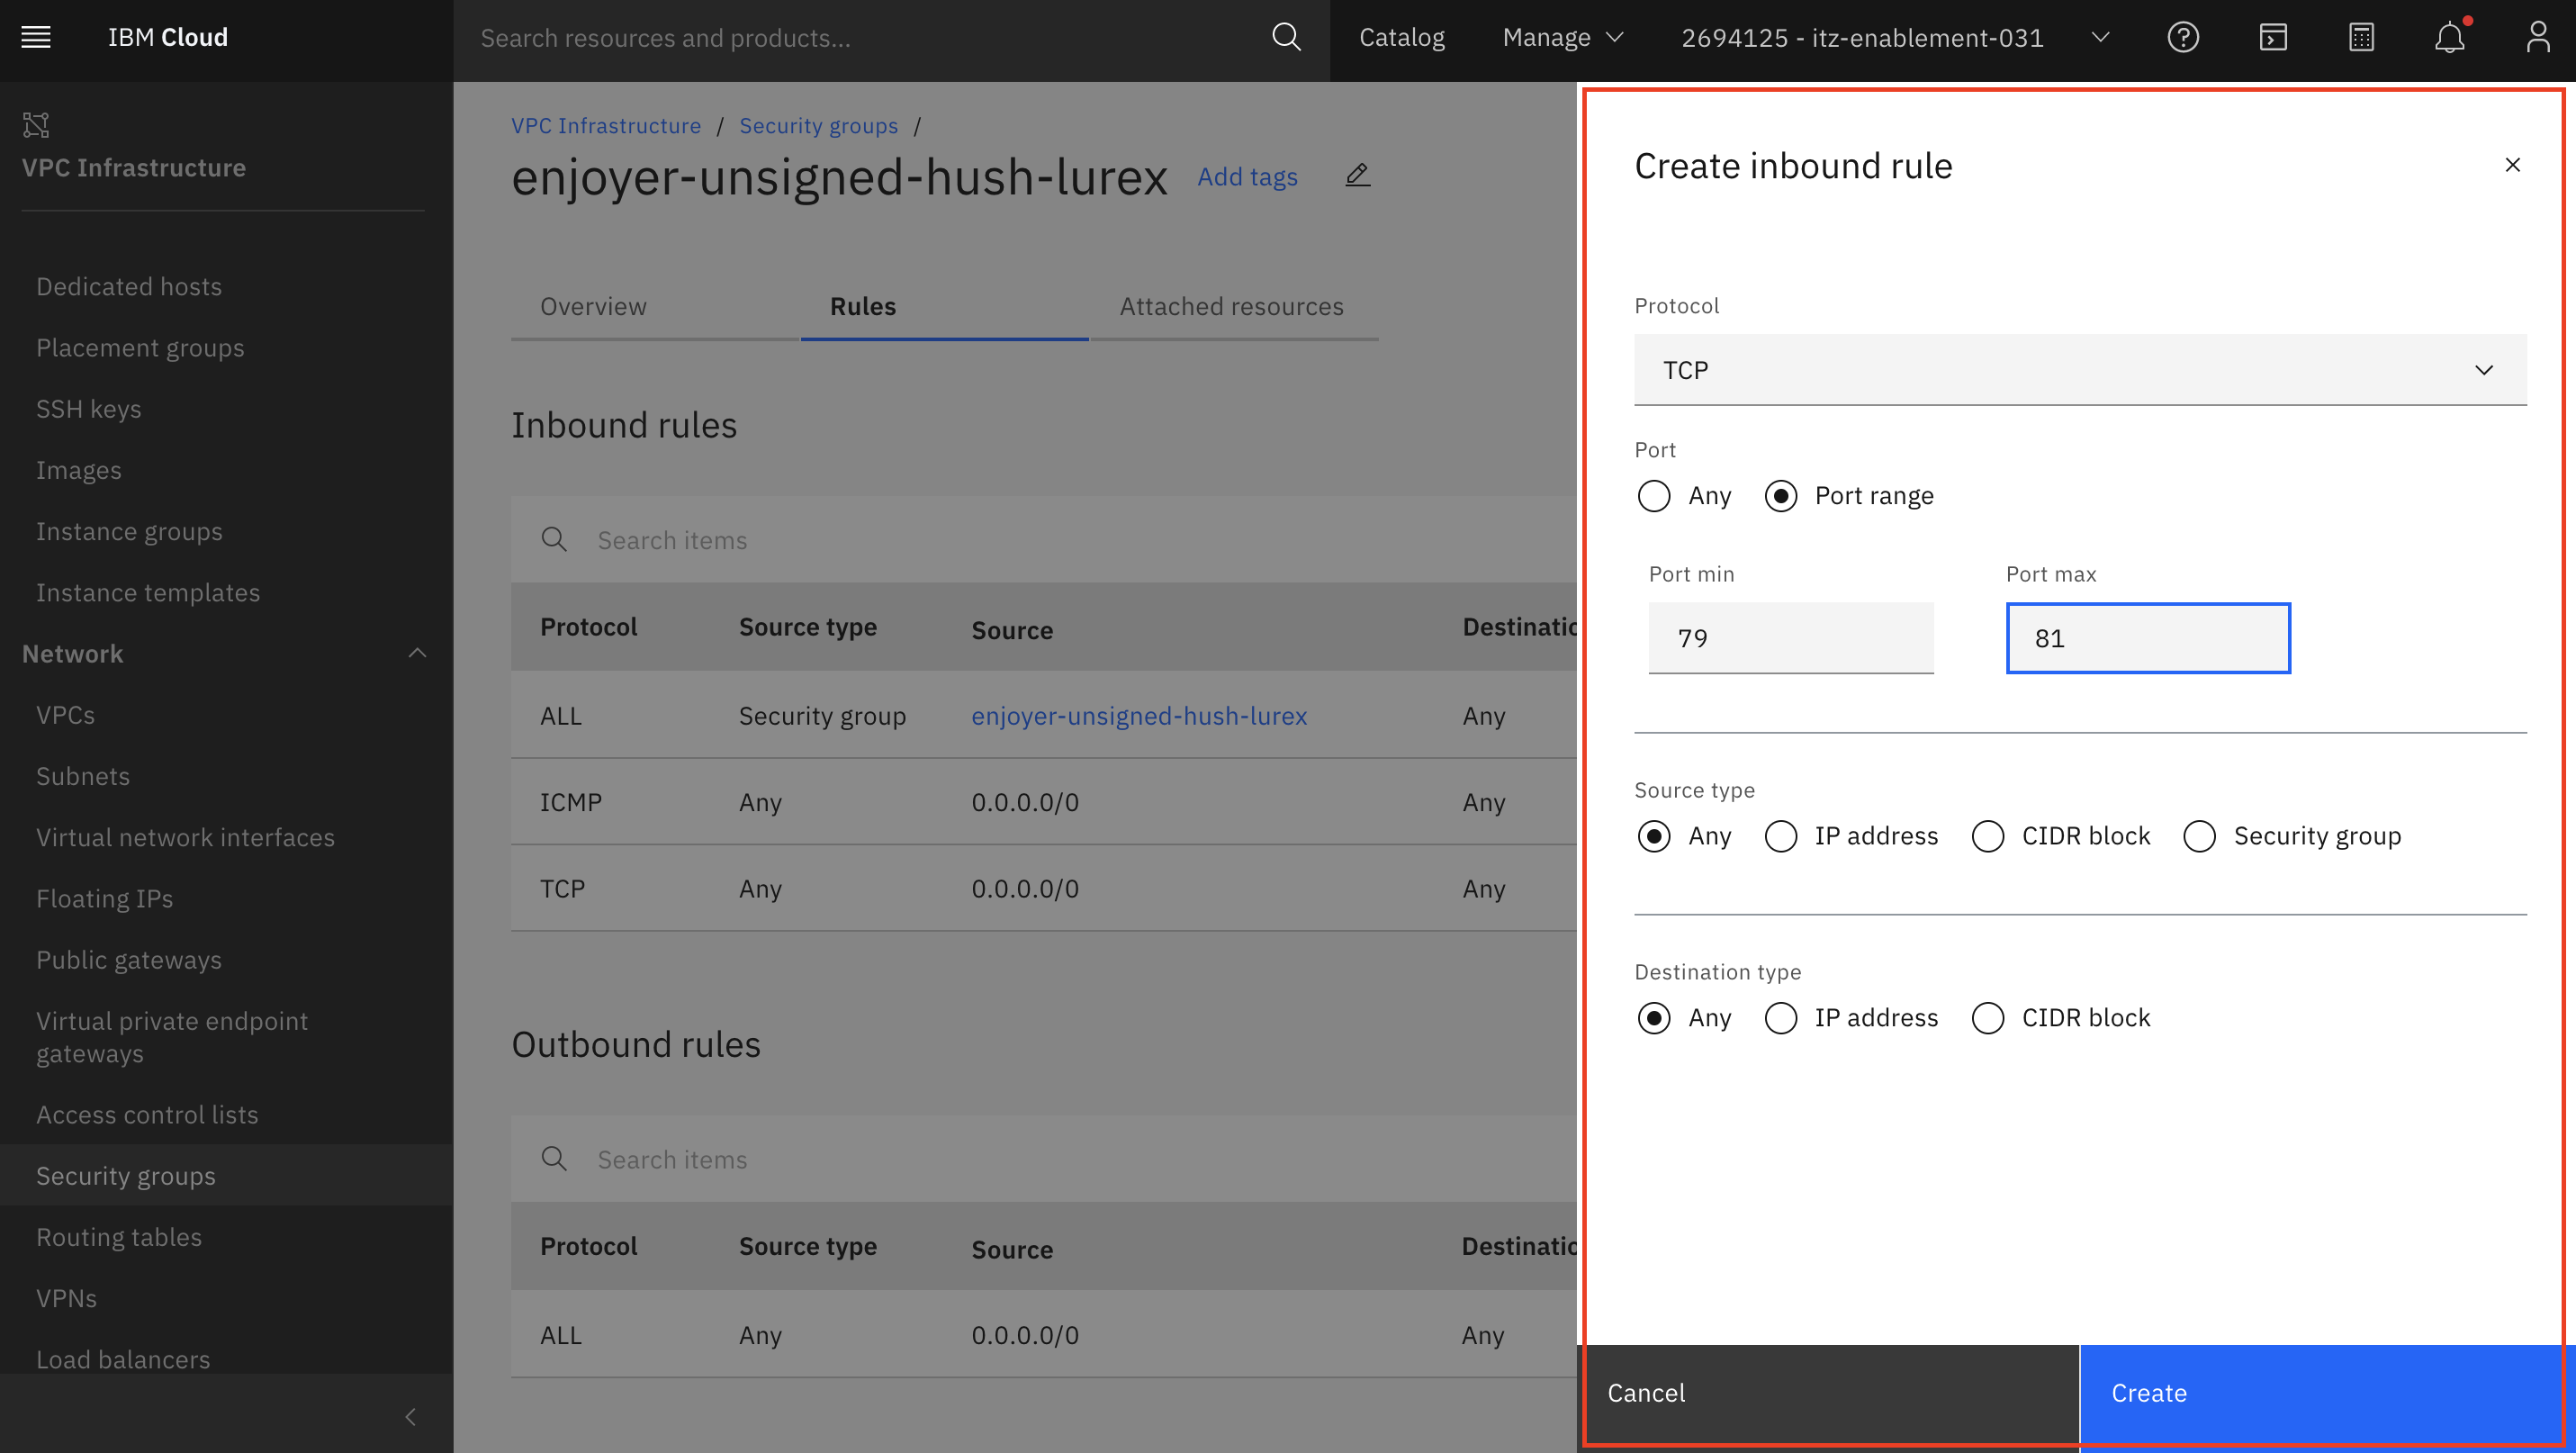 IBM Cloud
Search resources and products...
Catalog
Manage
2694125 - itz-enablement-031
VPC Infrastructure
Dedicated hosts
Placement groups
SSH keys
Images
Instance groups
Instance templates
Network
VPCs
Subnets
Virtual network interfaces
Floating IPs
Public gateways
Virtual private endpoint
gateways
Access control lists
Security groups
Routing tables
VPNs
Load balancers
VPC Infrastructure / Security groups /
enjoyer-unsigned-hush-lurex Add tags
Overview Rules Attached resources
Inbound rules
Search items
Protocol Source type Source Destinatio
ALL Security group enjoyer-unsigned-hush-lurex Any
ICMP Any 0.0.0.0/0 Any
TCP Any 0.0.0.0/0 Any
Outbound rules
Search items
Protocol Source type Source Destinatio
ALL Any 0.0.0.0/0 Any
Create inbound rule
Protocol
TCP
Port
Any Port range
Port min Port max
79 81
Source type
Any IP address CIDR block Security group
Destination type
Any IP address CIDR block
Cancel Create